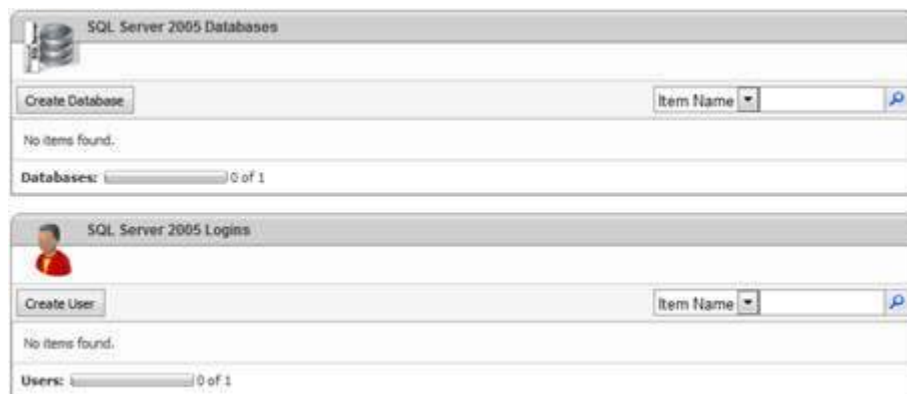 SQL Server 2005 Databases
Create Database Item Name
No items found.
Databases: 0 of 1
SQL Server 2005 Logins
Create User Item Name
No items found.
Users: 0 of 1